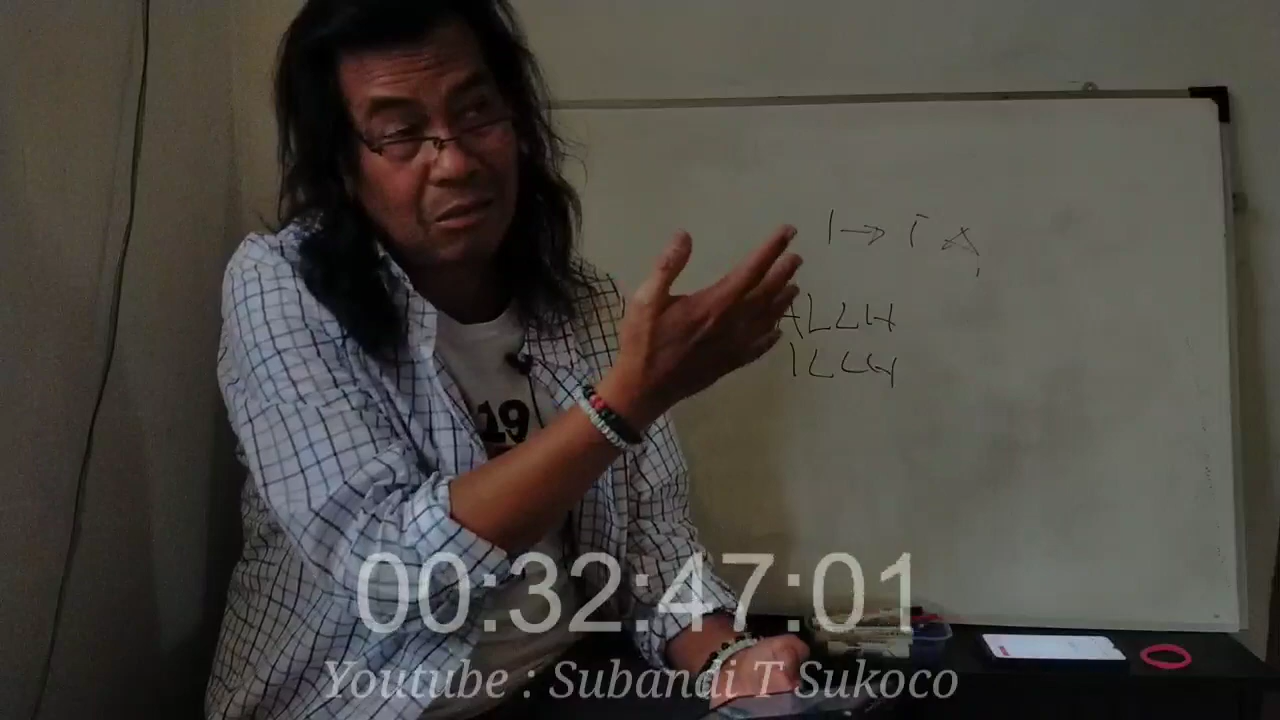 I → I A
ALLH
ILLH
19
00:32:47:01
Youtube : Subandi T Sukoco